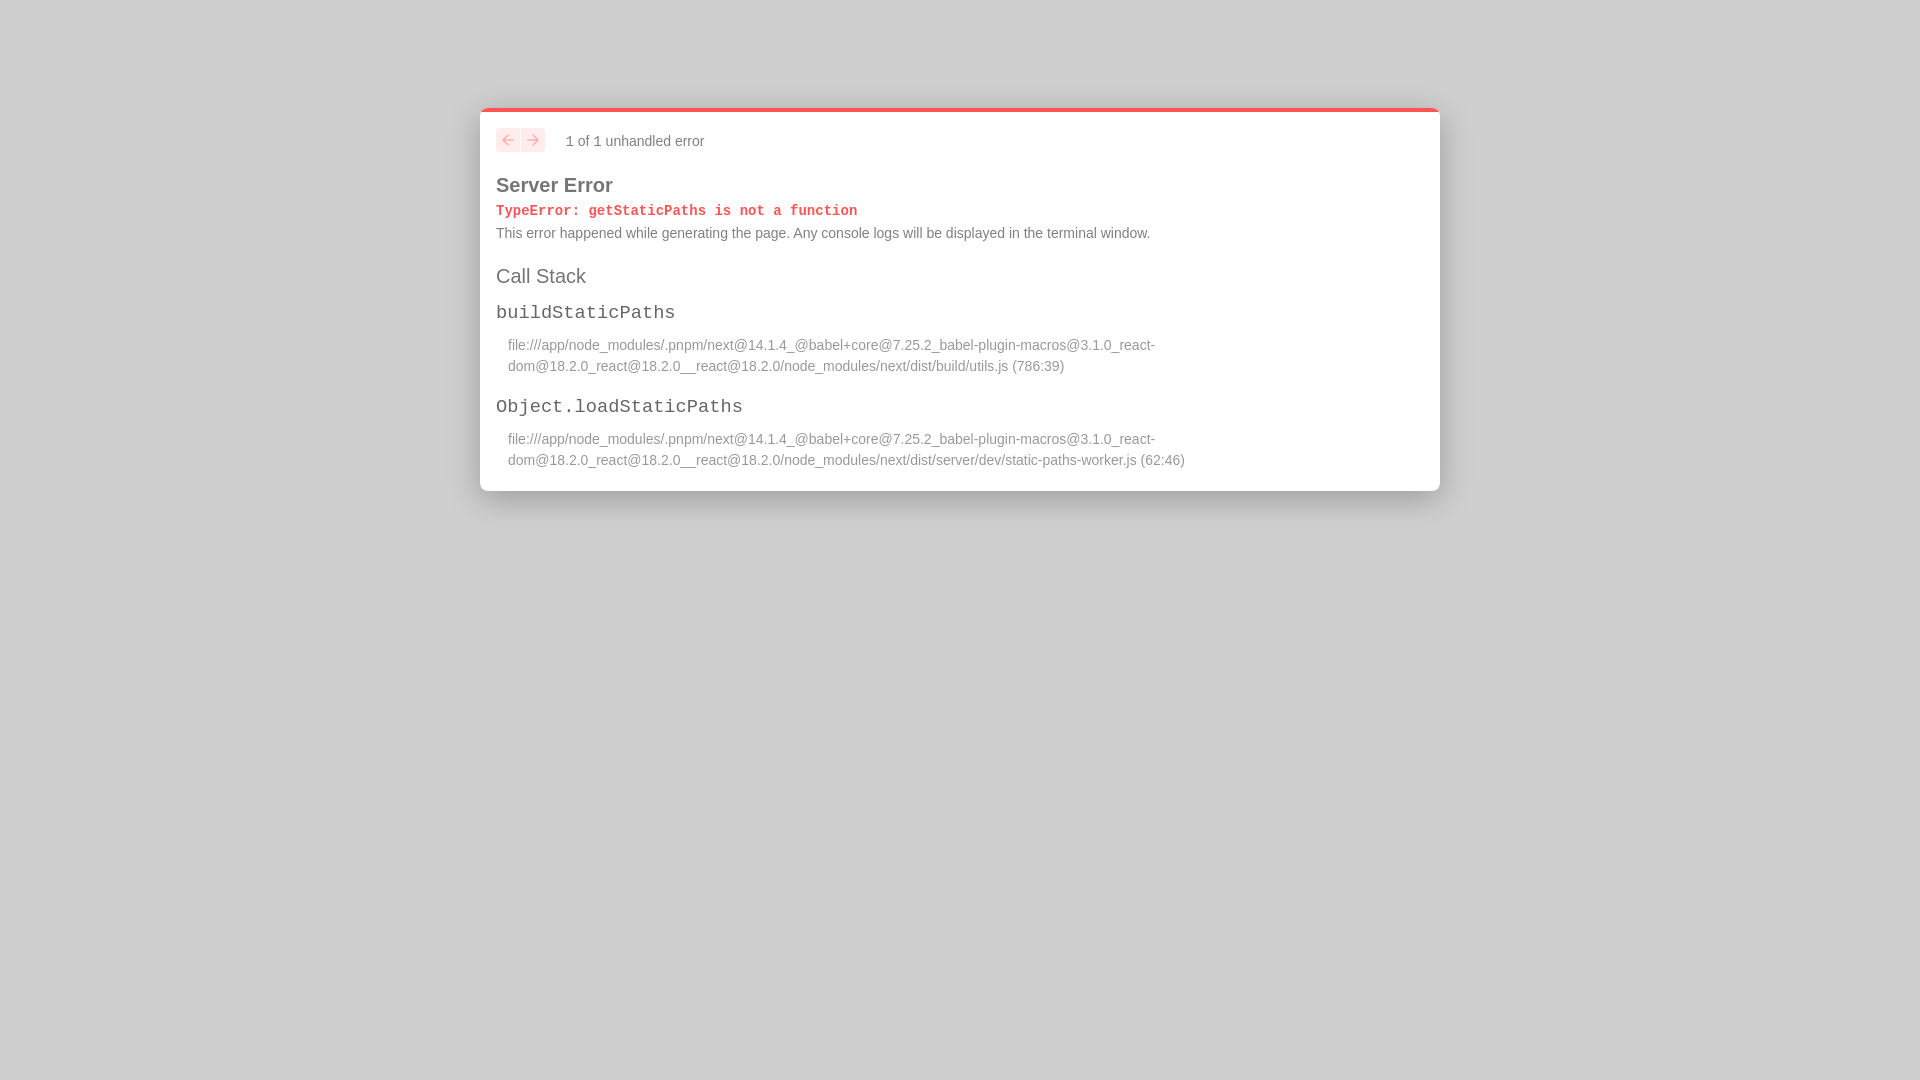 1 of 1 unhandled error
Server Error
TypeError: getStaticPaths is not a function
This error happened while generating the page. Any console logs will be displayed in the terminal window.
Call Stack
buildStaticPaths
file:///app/node_modules/.pnpm/next@14.1.4_@babel+core@7.25.2_babel-plugin-macros@3.1.0_react-
dom@18.2.0_react@18.2.0__react@18.2.0/node_modules/next/dist/build/utils.js (786:39)
Object.loadStaticPaths
file:///app/node_modules/.pnpm/next@14.1.4_@babel+core@7.25.2_babel-plugin-macros@3.1.0_react-
dom@18.2.0_react@18.2.0__react@18.2.0/node_modules/next/dist/server/dev/static-paths-worker.js (62:46)